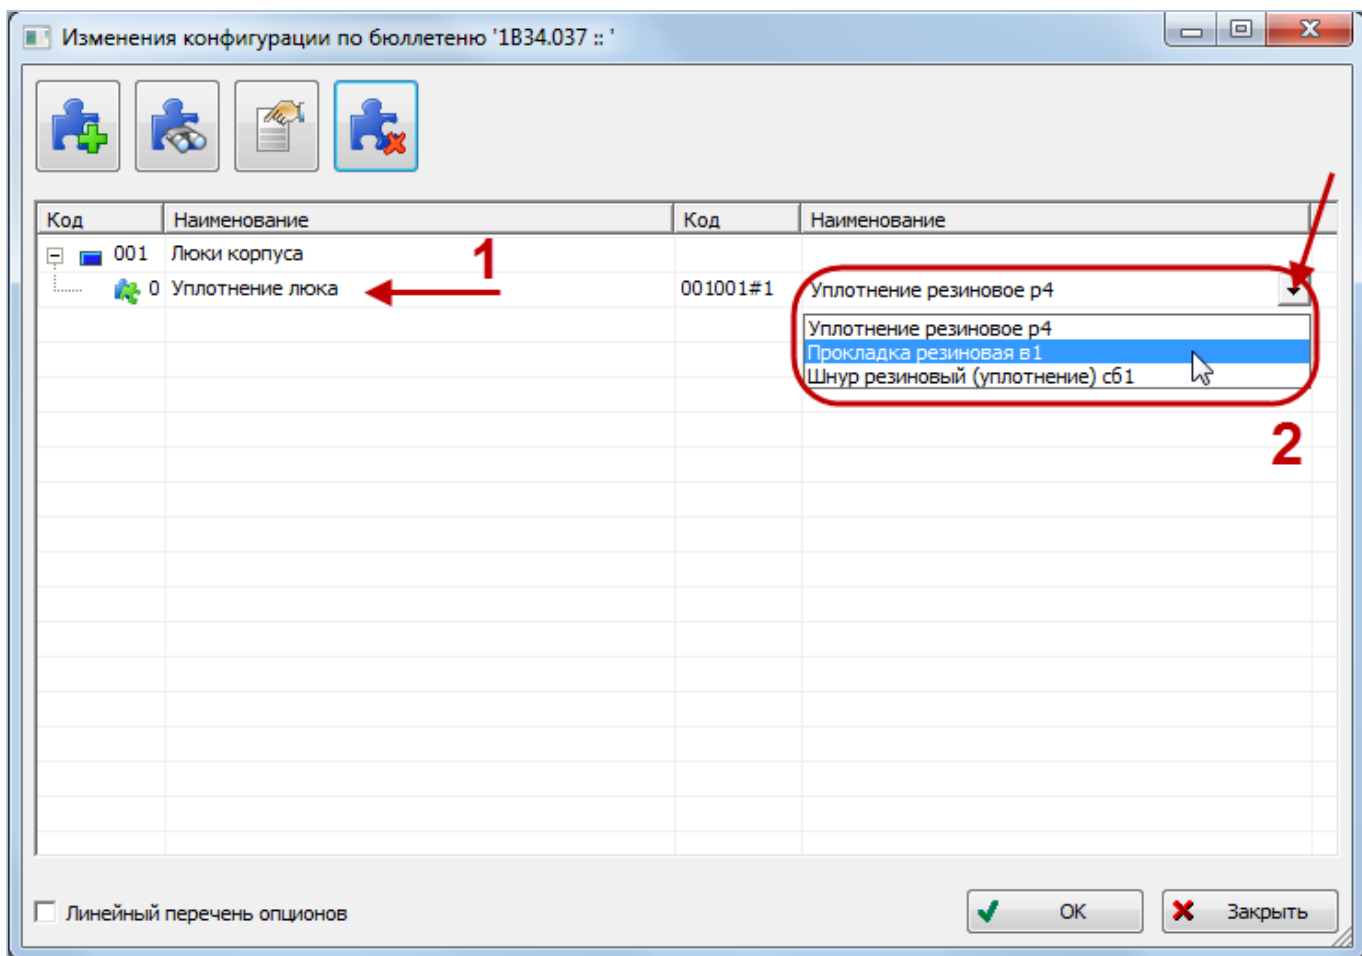 Изменения конфигурации по бюллетеню '1В34.037 :: '
Код Наименование Код Наименование
001 Люки корпуса
1
0 Уплотнение люка 001001#1 Уплотнение резиновое р4
Уплотнение резиновое р4
Прокладка резиновая в1
Шнур резиновый (уплотнение) сб1
2
Линейный перечень опционов ОК Закрыть